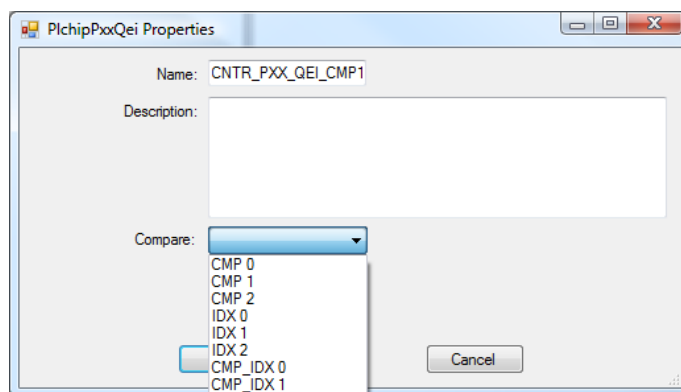 PlchipPxxQei Properties
Name: CNTR_PXX_QEI_CMP1
Description:
Compare:
CMP 0
CMP 1
CMP 2
IDX 0
IDX 1
IDX 2
CMP_IDX 0
CMP_IDX 1
Cancel